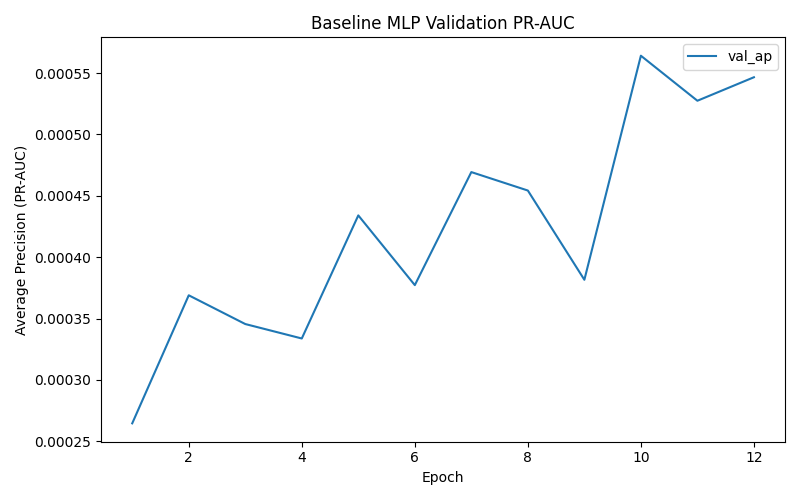 Baseline MLP Validation PR-AUC
val_ap
0.00055
0.00050
0.00045
0.00040
0.00035
0.00030
0.00025
Average Precision (PR-AUC)
2 4 6 8 10 12
Epoch